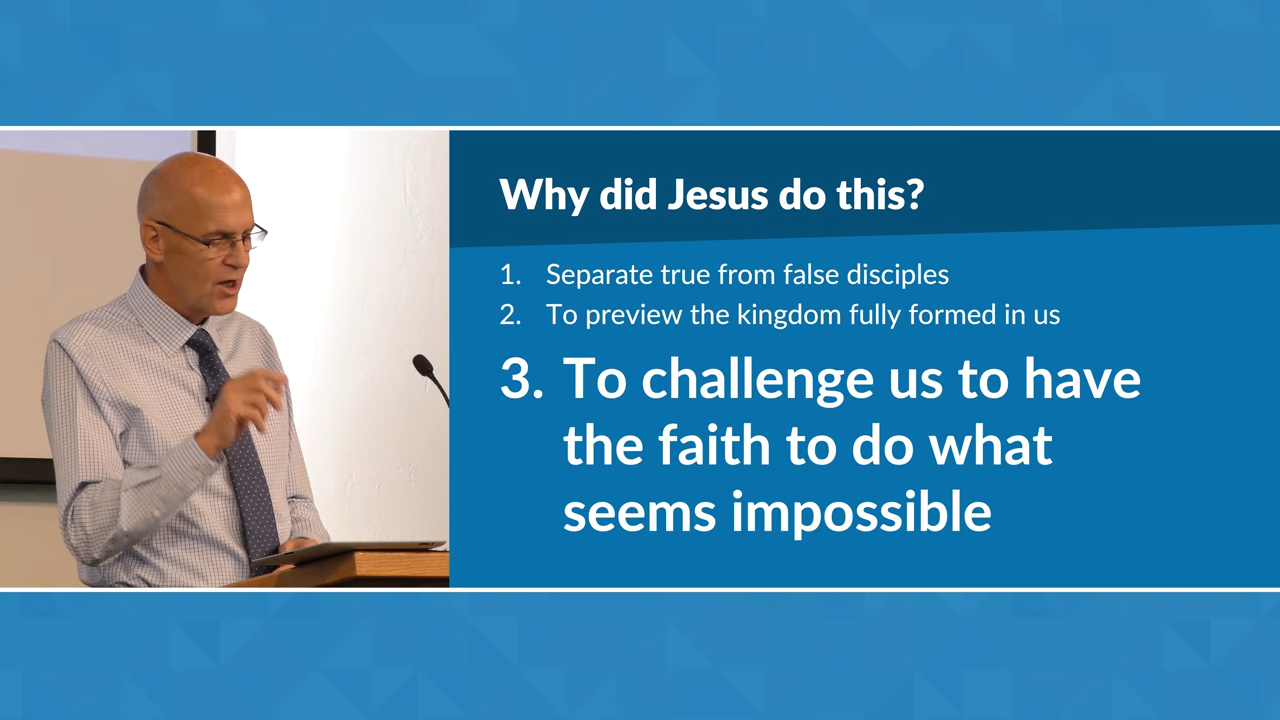 Why did Jesus do this?
1. Separate true from false disciples
2. To preview the kingdom fully formed in us
3. To challenge us to have
the faith to do what
seems impossible